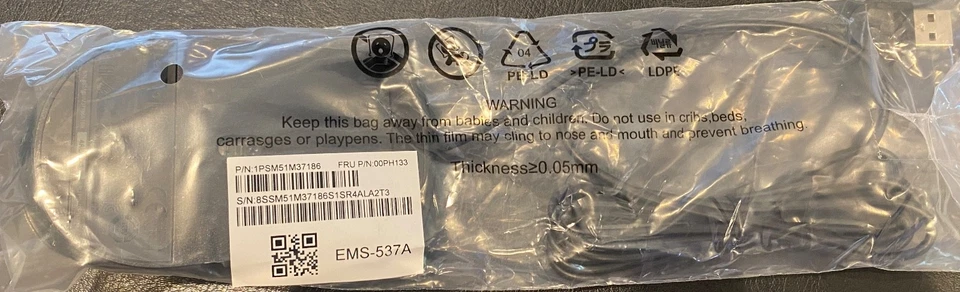 04
PE-LD
>PE-LD<
LDPE
WARNING
Keep this bag away from babies and children. Do not use in cribs,beds,
carrasges or playpens. The thin film may cling to nose and mouth and prevent breathing.
Thickness≥0.05mm
P/N:1PSM51M37186 FRU P/N:00PH133
S/N:8SSM51M37186S1SR4ALA2T3
EMS-537A